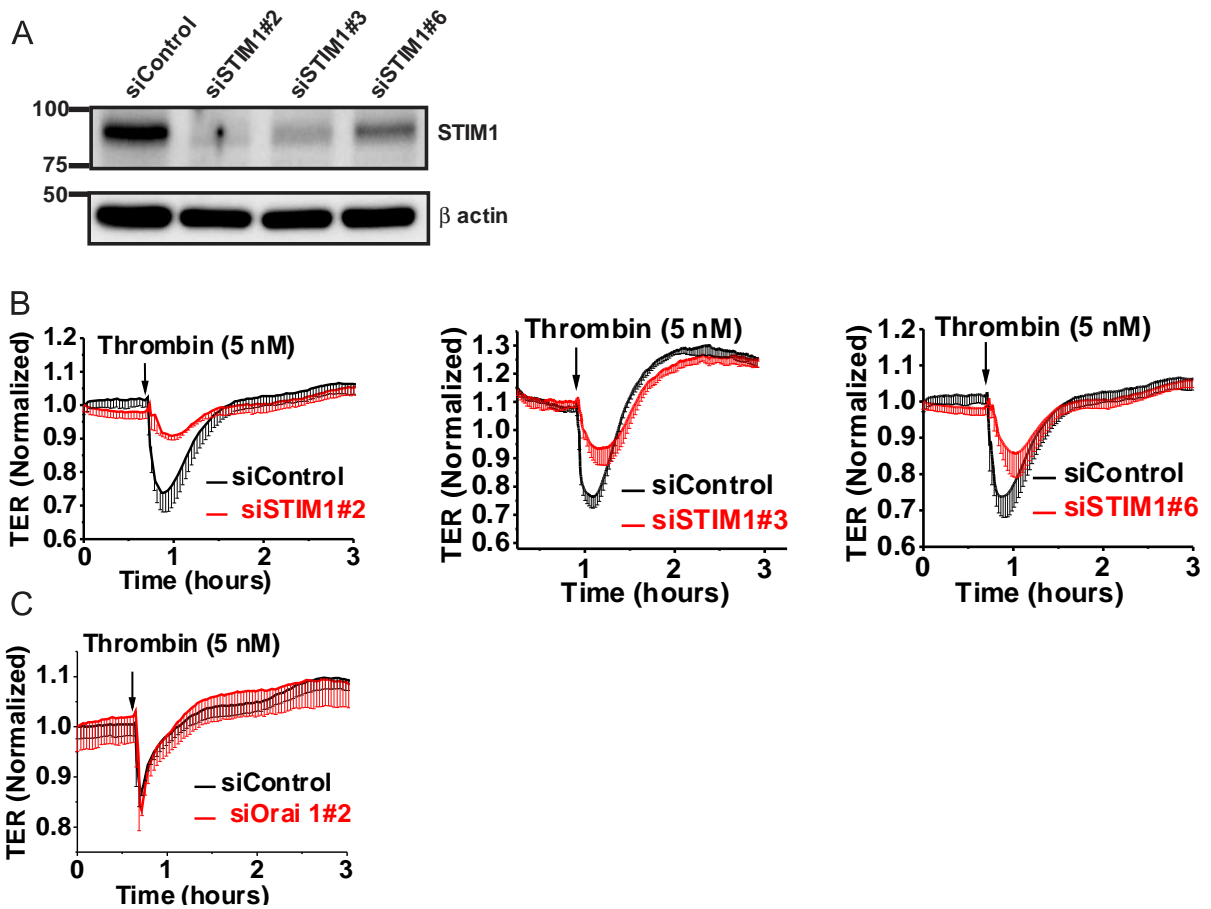 A
siControl
siSTIM1#2
siSTIM1#3
siSTIM1#6
100
75
STIM1
50
β actin
B
Thrombin (5 nM)
TER (Normalized)
1.2
1.1
1.0
0.9
0.8
0.7
0.6
siControl
siSTIM1#2
0 1 2 3
Time (hours)
Thrombin (5 nM)
TER (Normalized)
1.3
1.2
1.1
1.0
0.9
0.8
0.7
0.6
siControl
siSTIM1#3
1 2 3
Time (hours)
Thrombin (5 nM)
TER (Normalized)
1.2
1.1
1.0
0.9
0.8
0.7
0.6
siControl
siSTIM1#6
0 1 2 3
Time (hours)
C
Thrombin (5 nM)
TER (Normalized)
1.1
1.0
0.9
0.8
siControl
siOrai 1#2
0 1 2 3
Time (hours)